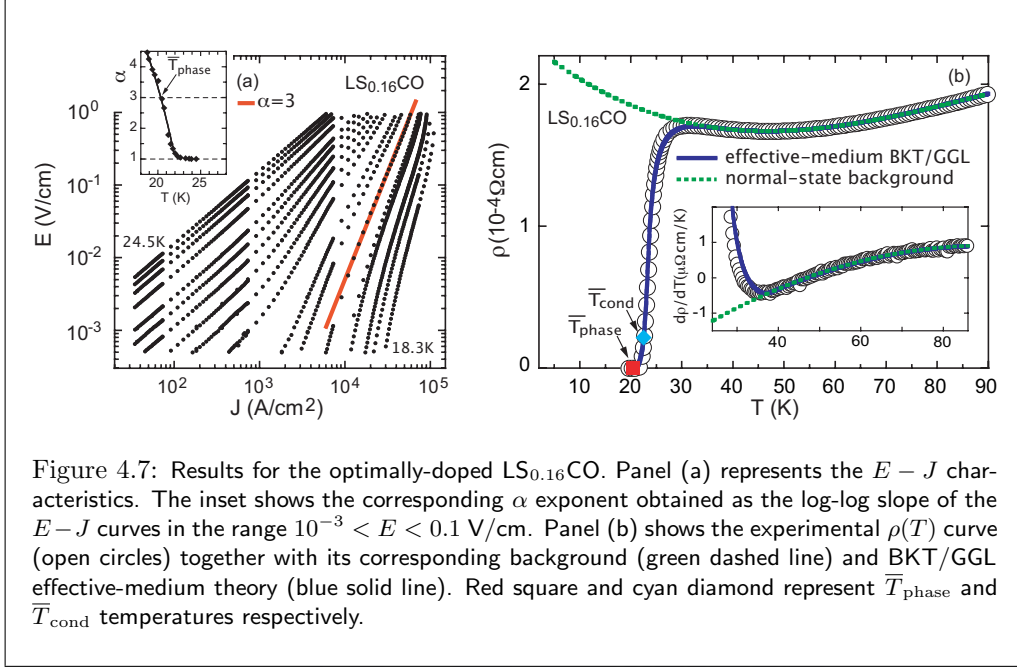 α
4
3
2
1
T̅phase
20
25
T (K)
(a)
α=3
LS0.16CO
E (V/cm)
10^0
10^-1
10^-2
10^-3
24.5K
18.3K
10^2
10^3
10^4
10^5
J (A/cm2)
(b)
ρ(10-4Ωcm)
2
1
0
LS0.16CO
effective-medium BKT/GGL
normal-state background
T̅cond
T̅phase
dρ/dT(μΩcm/K)
1
0
-1
40
60
80
10
20
30
40
50
60
70
80
90
T (K)
Figure 4.7: Results for the optimally-doped LS0.16CO. Panel (a) represents the E − J char-
acteristics. The inset shows the corresponding α exponent obtained as the log-log slope of the
E−J curves in the range 10^−3 < E < 0.1 V/cm. Panel (b) shows the experimental ρ(T) curve
(open circles) together with its corresponding background (green dashed line) and BKT/GGL
effective-medium theory (blue solid line). Red square and cyan diamond represent T̅phase and
T̅cond temperatures respectively.